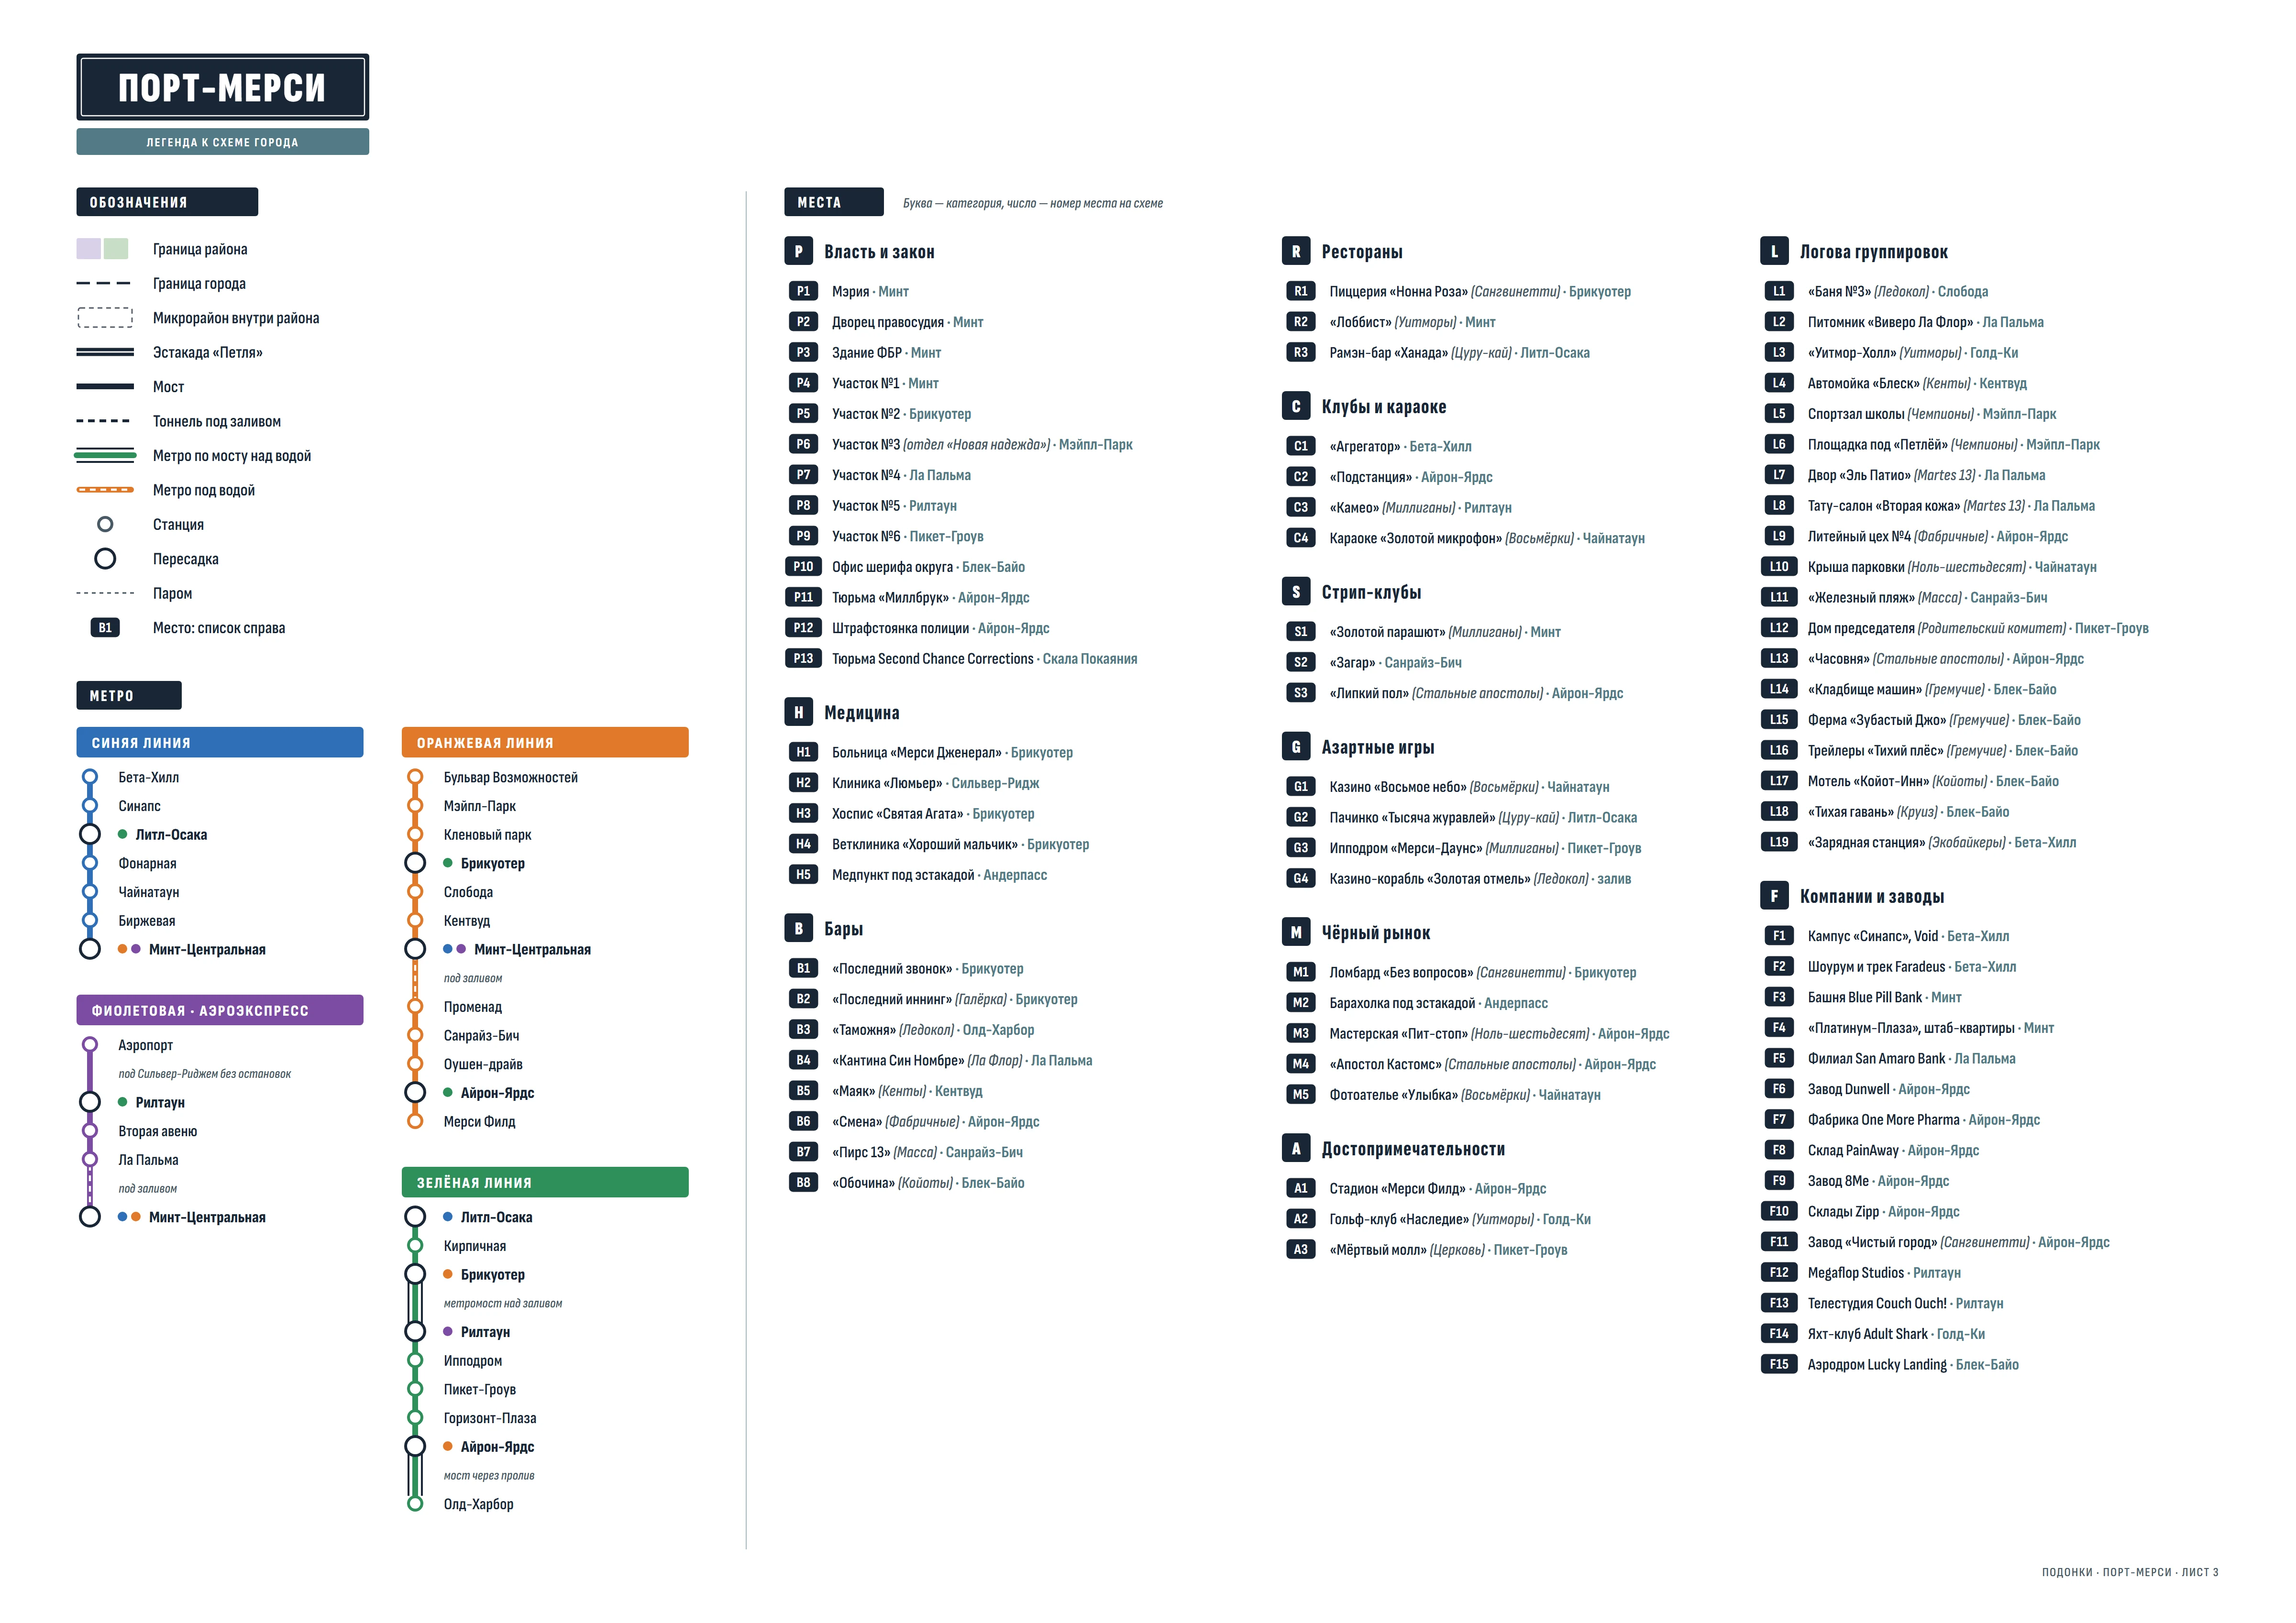 ПОРТ-МЕРСИ
ЛЕГЕНДА К СХЕМЕ ГОРОДА
ОБОЗНАЧЕНИЯ
Граница района
Граница города
Микрорайон внутри района
Эстакада «Петля»
Мост
Тоннель под заливом
Метро по мосту над водой
Метро под водой
Станция
Пересадка
Паром
B1 Место: список справа
МЕТРО
СИНЯЯ ЛИНИЯ
Бета-Хилл
Синапс
Литл-Осака
Фонарная
Чайнатаун
Биржевая
Минт-Центральная
ФИОЛЕТОВАЯ · АЭРОЭКСПРЕСС
Аэропорт
под Сильвер-Риджем без остановок
Рилтаун
Вторая авеню
Ла Пальма
под заливом
Минт-Центральная
ОРАНЖЕВАЯ ЛИНИЯ
Бульвар Возможностей
Мэйпл-Парк
Кленовый парк
Брикуотер
Слобода
Кентвуд
Минт-Центральная
под заливом
Променад
Санрайз-Бич
Оушен-драйв
Айрон-Ярдс
Мерси Филд
ЗЕЛЁНАЯ ЛИНИЯ
Литл-Осака
Кирпичная
Брикуотер
метромост над заливом
Рилтаун
Ипподром
Пикет-Гроув
Горизонт-Плаза
Айрон-Ярдс
мост через пролив
Олд-Харбор
МЕСТА Буква — категория, число — номер места на схеме
P Власть и закон
P1 Мэрия · Минт
P2 Дворец правосудия · Минт
P3 Здание ФБР · Минт
P4 Участок №1 · Минт
P5 Участок №2 · Брикуотер
P6 Участок №3 (отдел «Новая надежда») · Мэйпл-Парк
P7 Участок №4 · Ла Пальма
P8 Участок №5 · Рилтаун
P9 Участок №6 · Пикет-Гроув
P10 Офис шерифа округа · Блек-Байо
P11 Тюрьма «Миллбрук» · Айрон-Ярдс
P12 Штрафстоянка полиции · Айрон-Ярдс
P13 Тюрьма Second Chance Corrections · Скала Покаяния
H Медицина
H1 Больница «Мерси Дженерал» · Брикуотер
H2 Клиника «Люмьер» · Сильвер-Ридж
H3 Хоспис «Святая Агата» · Брикуотер
H4 Ветклиника «Хороший мальчик» · Брикуотер
H5 Медпункт под эстакадой · Андерпасс
B Бары
B1 «Последний звонок» · Брикуотер
B2 «Последний иннинг» (Галёрка) · Брикуотер
B3 «Таможня» (Ледокол) · Олд-Харбор
B4 «Кантина Син Номбре» (Ла Флор) · Ла Пальма
B5 «Маяк» (Кенты) · Кентвуд
B6 «Смена» (Фабричные) · Айрон-Ярдс
B7 «Пирс 13» (Масса) · Санрайз-Бич
B8 «Обочина» (Койоты) · Блек-Байо
R Рестораны
R1 Пиццерия «Нонна Роза» (Сангвинетти) · Брикуотер
R2 «Лоббист» (Уитморы) · Минт
R3 Рамэн-бар «Ханада» (Цуру-кай) · Литл-Осака
C Клубы и караоке
C1 «Агрегатор» · Бета-Хилл
C2 «Подстанция» · Айрон-Ярдс
C3 «Камео» (Миллиганы) · Рилтаун
C4 Караоке «Золотой микрофон» (Восьмёрки) · Чайнатаун
S Стрип-клубы
S1 «Золотой парашют» (Миллиганы) · Минт
S2 «Загар» · Санрайз-Бич
S3 «Липкий пол» (Стальные апостолы) · Айрон-Ярдс
G Азартные игры
G1 Казино «Восьмое небо» (Восьмёрки) · Чайнатаун
G2 Пачинко «Тысяча журавлей» (Цуру-кай) · Литл-Осака
G3 Ипподром «Мерси-Даунс» (Миллиганы) · Пикет-Гроув
G4 Казино-корабль «Золотая отмель» (Ледокол) · залив
M Чёрный рынок
M1 Ломбард «Без вопросов» (Сангвинетти) · Брикуотер
M2 Барахолка под эстакадой · Андерпасс
M3 Мастерская «Пит-стоп» (Ноль-шестьдесят) · Айрон-Ярдс
M4 «Апостол Кастомс» (Стальные апостолы) · Айрон-Ярдс
M5 Фотоателье «Улыбка» (Восьмёрки) · Чайнатаун
A Достопримечательности
A1 Стадион «Мерси Филд» · Айрон-Ярдс
A2 Гольф-клуб «Наследие» (Уитморы) · Голд-Ки
A3 «Мёртвый молл» (Церковь) · Пикет-Гроув
L Логова группировок
L1 «Баня №3» (Ледокол) · Слобода
L2 Питомник «Виверо Ла Флор» · Ла Пальма
L3 «Уитмор-Холл» (Уитморы) · Голд-Ки
L4 Автомойка «Блеск» (Кенты) · Кентвуд
L5 Спортзал школы (Чемпионы) · Мэйпл-Парк
L6 Площадка под «Петлёй» (Чемпионы) · Мэйпл-Парк
L7 Двор «Эль Патио» (Martes 13) · Ла Пальма
L8 Тату-салон «Вторая кожа» (Martes 13) · Ла Пальма
L9 Литейный цех №4 (Фабричные) · Айрон-Ярдс
L10 Крыша парковки (Ноль-шестьдесят) · Чайнатаун
L11 «Железный пляж» (Масса) · Санрайз-Бич
L12 Дом председателя (Родительский комитет) · Пикет-Гроув
L13 «Часовня» (Стальные апостолы) · Айрон-Ярдс
L14 «Кладбище машин» (Гремучие) · Блек-Байо
L15 Ферма «Зубастый Джо» (Гремучие) · Блек-Байо
L16 Трейлеры «Тихий плёс» (Гремучие) · Блек-Байо
L17 Мотель «Койот-Инн» (Койоты) · Блек-Байо
L18 «Тихая гавань» (Круиз) · Блек-Байо
L19 «Зарядная станция» (Экобайкеры) · Бета-Хилл
F Компании и заводы
F1 Кампус «Синапс», Void · Бета-Хилл
F2 Шоурум и трек Faradeus · Бета-Хилл
F3 Башня Blue Pill Bank · Минт
F4 «Платинум-Плаза», штаб-квартиры · Минт
F5 Филиал San Amaro Bank · Ла Пальма
F6 Завод Dunwell · Айрон-Ярдс
F7 Фабрика One More Pharma · Айрон-Ярдс
F8 Склад PainAway · Айрон-Ярдс
F9 Завод 8Me · Айрон-Ярдс
F10 Склады Zipp · Айрон-Ярдс
F11 Завод «Чистый город» (Сангвинетти) · Айрон-Ярдс
F12 Megaflop Studios · Рилтаун
F13 Телестудия Couch Ouch! · Рилтаун
F14 Яхт-клуб Adult Shark · Голд-Ки
F15 Аэродром Lucky Landing · Блек-Байо
ПОДОНКИ · ПОРТ-МЕРСИ · ЛИСТ 3